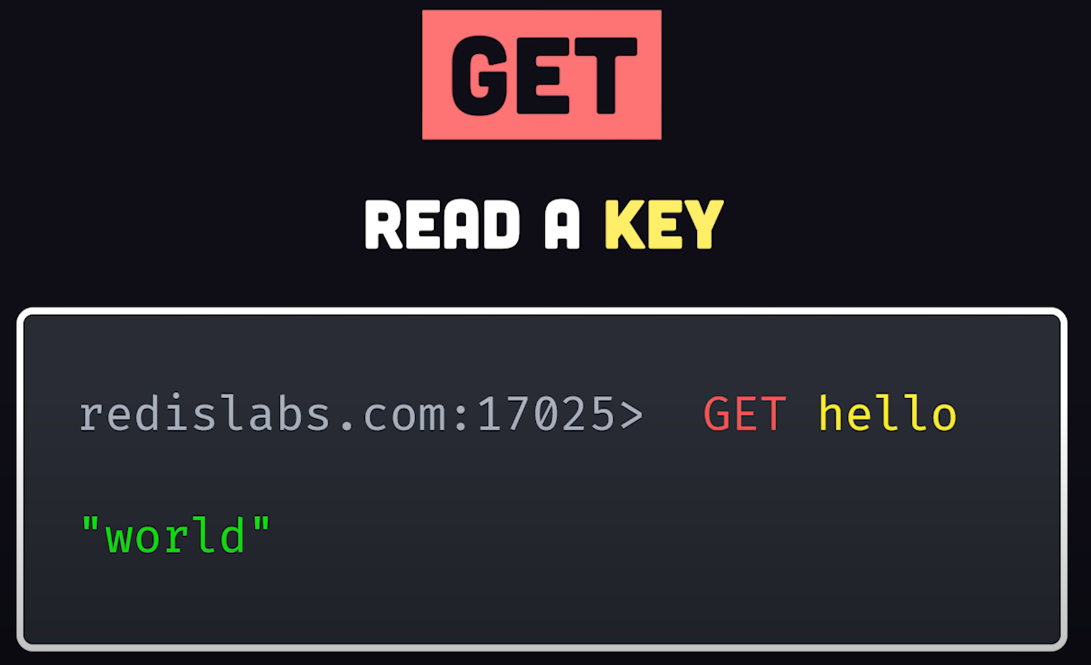 GET
READ A KEY
redislabs.com:17025> GET hello
"world"